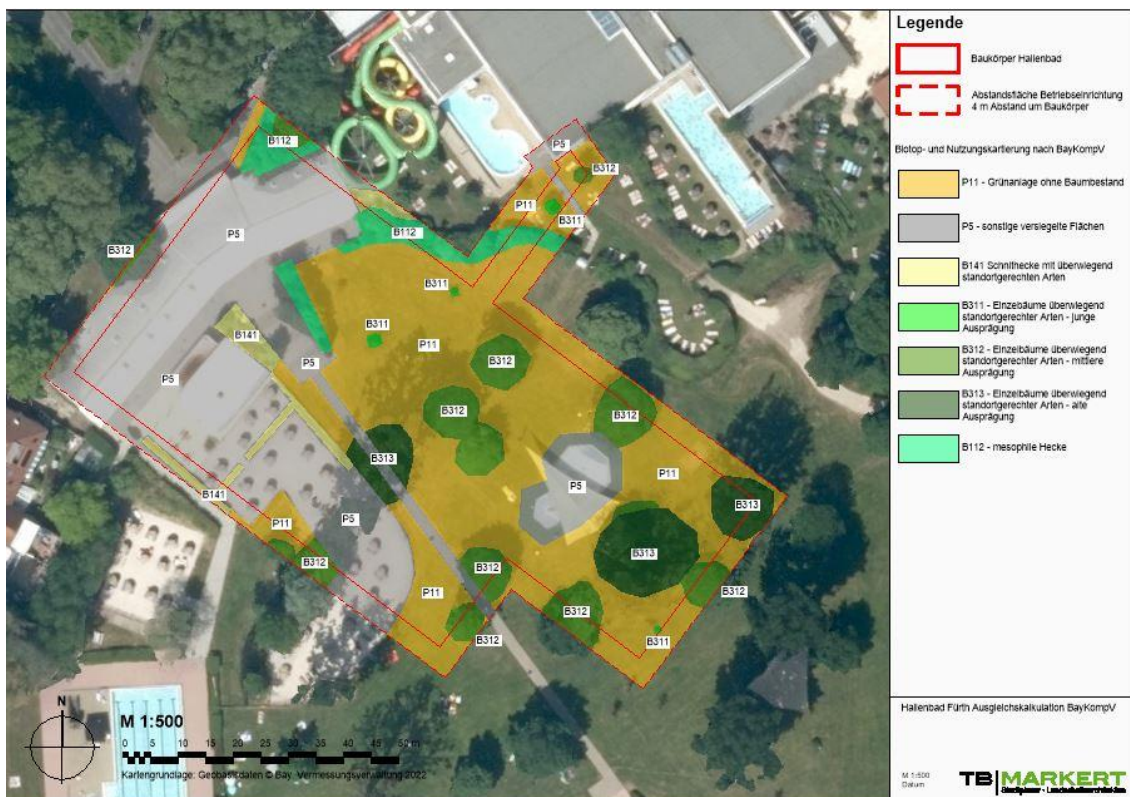 Legende
Baukörper Hallenbad
Abstandsfläche Betriebseinrichtung
4 m Abstand um Baukörper
Biotop- und Nutzungskartierung nach BayKompV
P11 - Grünanlage ohne Baumbestand
P5 - sonstige versiegelte Flächen
B141 Schnitthecke mit überwiegend
standortgerechten Arten
B311 - Einzelbäume überwiegend
standortgerechter Arten - junge
Ausprägung
B312 - Einzelbäume überwiegend
standortgerechter Arten - mittlere
Ausprägung
B313 - Einzelbäume überwiegend
standortgerechter Arten - alte
Ausprägung
B112 - mesophile Hecke
Hallenbad Fürth Ausgleichskalkulation BayKompV
M 1:500
Datum
TB|MARKERT
Stadtplaner - Landschaftsarchitekten
B112
P5
B312
P5
B312
P11
B311
B112
B311
B311
P11
B141
P5
P5
B312
B312
B312
B313
P11
P5
B313
B141
P11
P5
B312
B313
B312
B312
P11
B312
B312
B311
N
M 1:500
0 5 10 15 20 25 30 35 40 45 50 m
Kartengrundlage: Geobasisdaten © Bay. Vermessungsverwaltung 2022